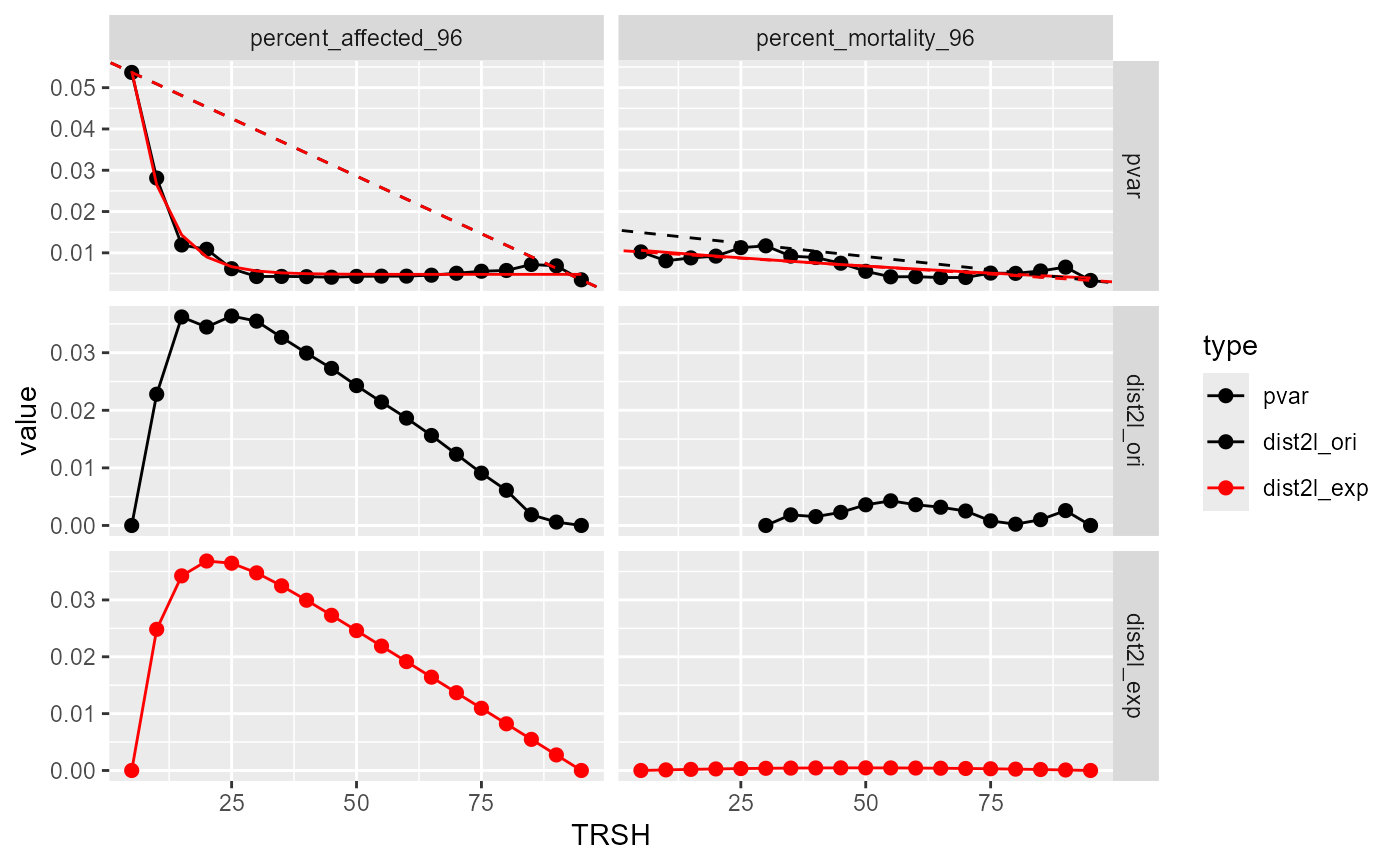 percent_affected_96
percent_mortality_96
0.05
0.04
0.03
0.02
0.01
pvar
0.03
0.02
0.01
0.00
dist2l_ori
0.03
0.02
0.01
0.00
dist2l_exp
25
50
75
25
50
75
value
TRSH
type
pvar
dist2l_ori
dist2l_exp